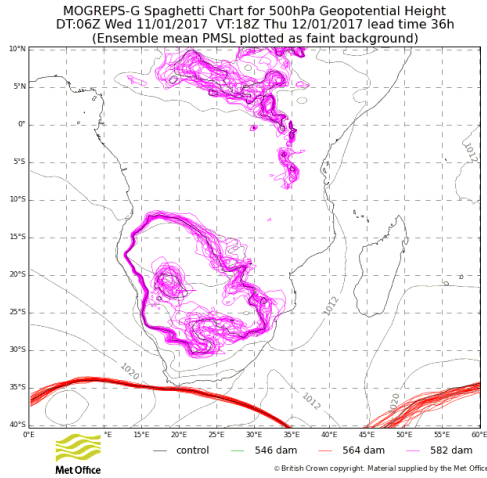 MOGREPS-G Spaghetti Chart for 500hPa Geopotential Height
DT:06Z Wed 11/01/2017 VT:18Z Thu 12/01/2017 lead time 36h
(Ensemble mean PMSL plotted as faint background)
10°N
5°N
0°
5°S
10°S
15°S
20°S
25°S
30°S
35°S
40°S
1012
1012
1020
1012
1020
0°E 5°E 11°E 15°E 20°E 25°E 30°E 35°E 40°E 45°E 50°E 55°E 60°E
Met Office
control 546 dam 564 dam 582 dam
© British Crown copyright. Material supplied by the Met Office